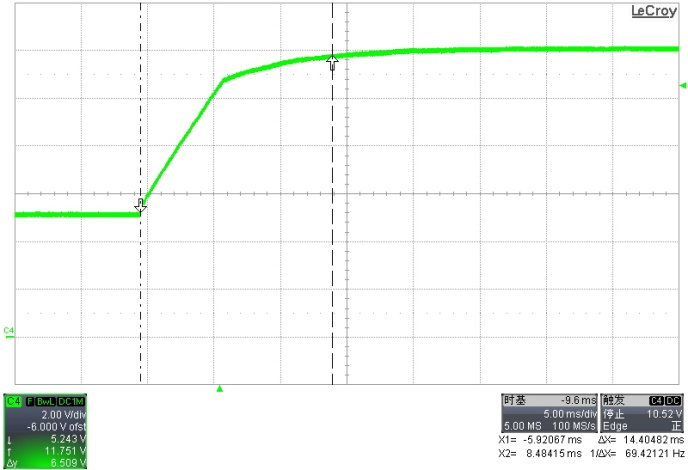 LeCroy
C4
C4 F BwL DC1M
2.00 V/div
-6.000 V ofst
↓ 5.243 V
↑ 11.751 V
Δy 6.509 V
时基 -9.6 ms
5.00 ms/div
5.00 MS 100 MS/s
触发 C4 DC
停止 10.52 V
Edge 正
X1= -5.92067 ms ΔX= 14.40482 ms
X2= 8.48415 ms 1/ΔX= 69.42121 Hz